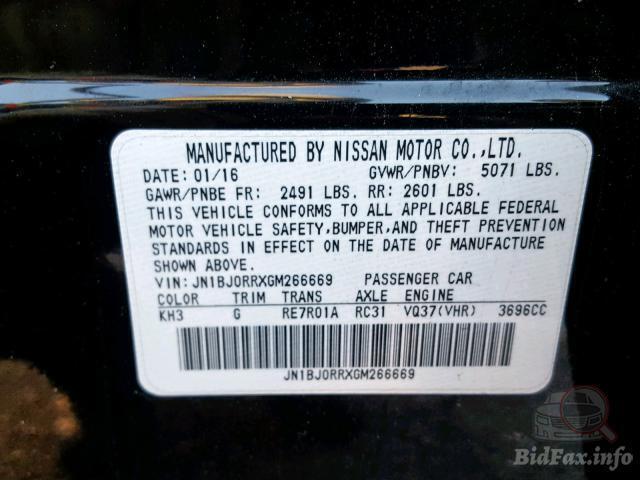 MANUFACTURED BY NISSAN MOTOR CO.,LTD.
DATE: 01/16 GVWR/PNBV: 5071 LBS.
GAWR/PNBE FR: 2491 LBS. RR: 2601 LBS.
THIS VEHICLE CONFORMS TO ALL APPLICABLE FEDERAL
MOTOR VEHICLE SAFETY,BUMPER,AND THEFT PREVENTION
STANDARDS IN EFFECT ON THE DATE OF MANUFACTURE
SHOWN ABOVE.
VIN: JN1BJ0RRXGM266669 PASSENGER CAR
COLOR TRIM TRANS AXLE ENGINE
KH3 G RE7R01A RC31 VQ37(VHR) 3696CC
JN1BJ0RRXGM266669
BidFax.info